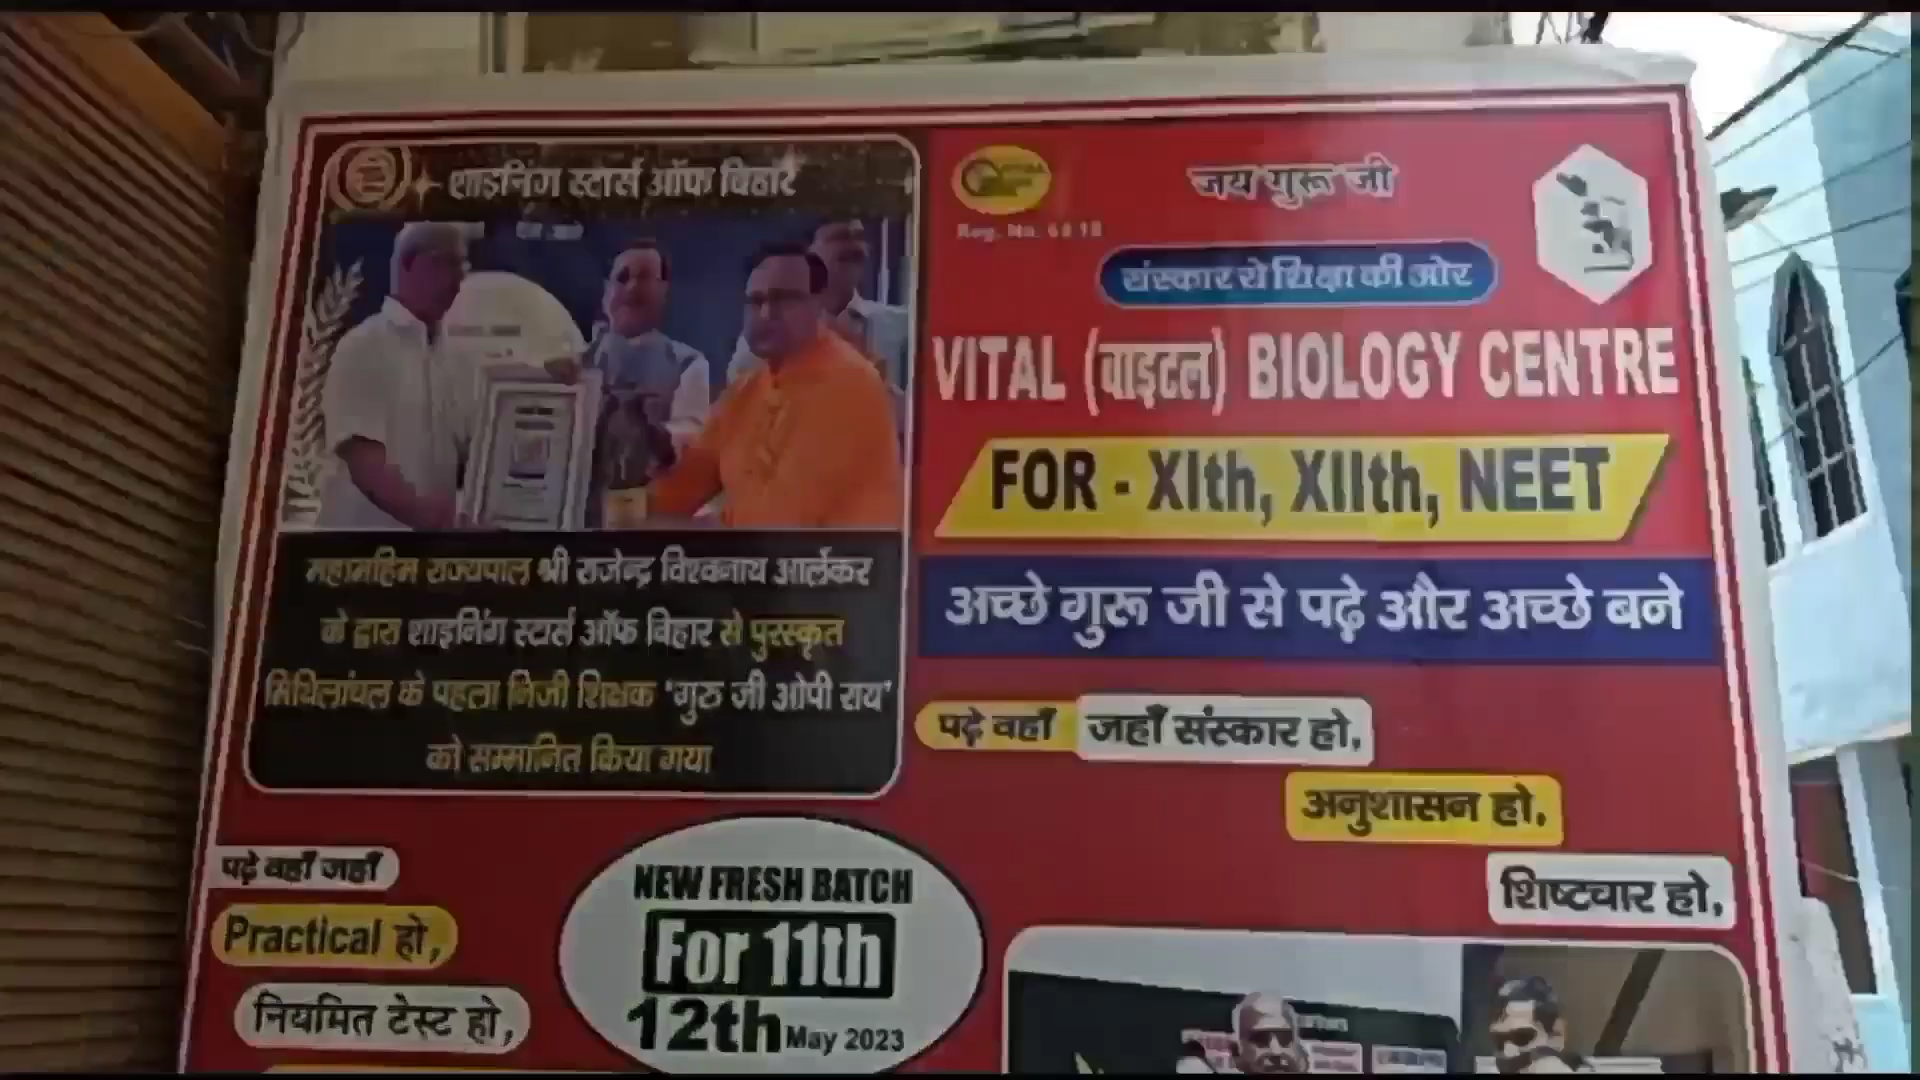 शाइनिंग स्टार्स ऑफ बिहार
महामहिम राज्यपाल श्री राजेन्द्र विश्वनाथ आर्लेकर
के द्वारा शाइनिंग स्टार्स ऑफ बिहार से पुरस्कृत
मिथिलांचल के पहला निजी शिक्षक 'गुरु जी ओपी राय'
को सम्मानित किया गया
जय गुरू जी
Reg. No.
संस्कार से शिक्षा की ओर
VITAL (वाइटल) BIOLOGY CENTRE
FOR - XIth, XIIth, NEET
अच्छे गुरू जी से पढ़े और अच्छे बने
पढ़े वहाँ जहाँ संस्कार हो,
अनुशासन हो,
शिष्टाचार हो,
पढ़े वहाँ जहाँ
Practical हो,
नियमित टेस्ट हो,
NEW FRESH BATCH
For 11th
12th May 2023